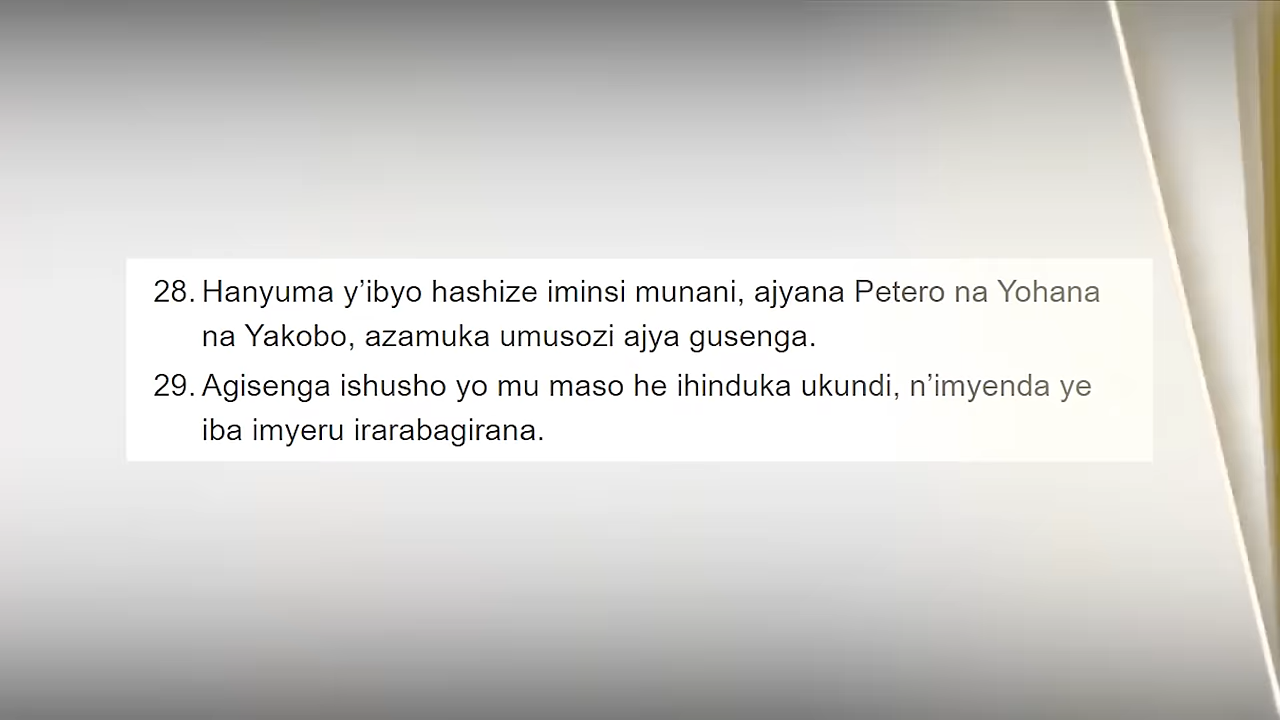 28. Hanyuma y’ibyo hashize iminsi munani, ajyana Petero na Yohana
na Yakobo, azamuka umusozi ajya gusenga.
29. Agisenga ishusho yo mu maso he ihinduka ukundi, n’imyenda ye
iba imyeru irarabagirana.